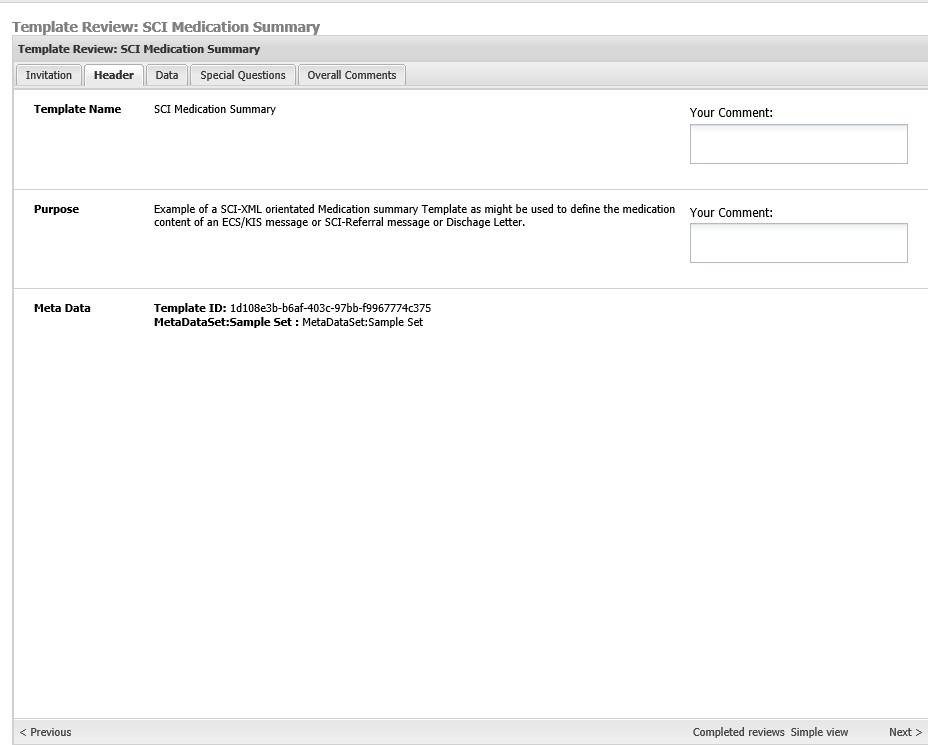 Template Review: SCI Medication Summary
Template Review: SCI Medication Summary
Invitation Header Data Special Questions Overall Comments
Template Name SCI Medication Summary Your Comment:
Purpose Example of a SCI-XML orientated Medication summary Template as might be used to define the medication Your Comment:
content of an ECS/KIS message or SCI-Referral message or Dischage Letter.
Meta Data Template ID: 1d108e3b-b6af-403c-97bb-f9967774c375
MetaDataSet:Sample Set : MetaDataSet:Sample Set
< Previous Completed reviews Simple view Next >